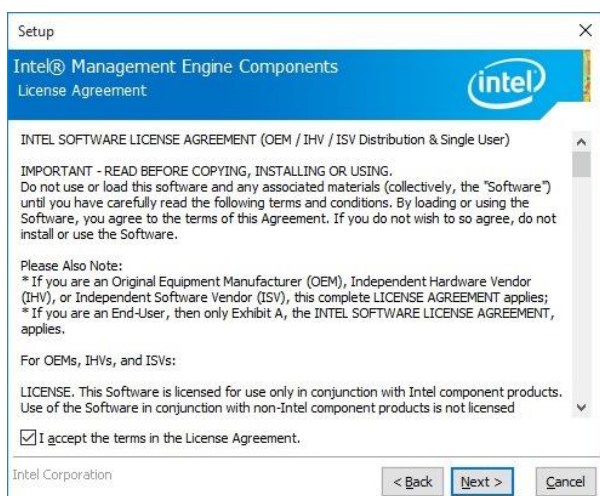 Setup
Intel® Management Engine Components
License Agreement
intel
INTEL SOFTWARE LICENSE AGREEMENT (OEM / IHV / ISV Distribution & Single User)
IMPORTANT - READ BEFORE COPYING, INSTALLING OR USING.
Do not use or load this software and any associated materials (collectively, the "Software")
until you have carefully read the following terms and conditions. By loading or using the
Software, you agree to the terms of this Agreement. If you do not wish to so agree, do not
install or use the Software.
Please Also Note:
* If you are an Original Equipment Manufacturer (OEM), Independent Hardware Vendor
(IHV), or Independent Software Vendor (ISV), this complete LICENSE AGREEMENT applies;
* If you are an End-User, then only Exhibit A, the INTEL SOFTWARE LICENSE AGREEMENT,
applies.
For OEMs, IHVs, and ISVs:
LICENSE. This Software is licensed for use only in conjunction with Intel component products.
Use of the Software in conjunction with non-Intel component products is not licensed
I accept the terms in the License Agreement.
Intel Corporation
< Back
Next >
Cancel